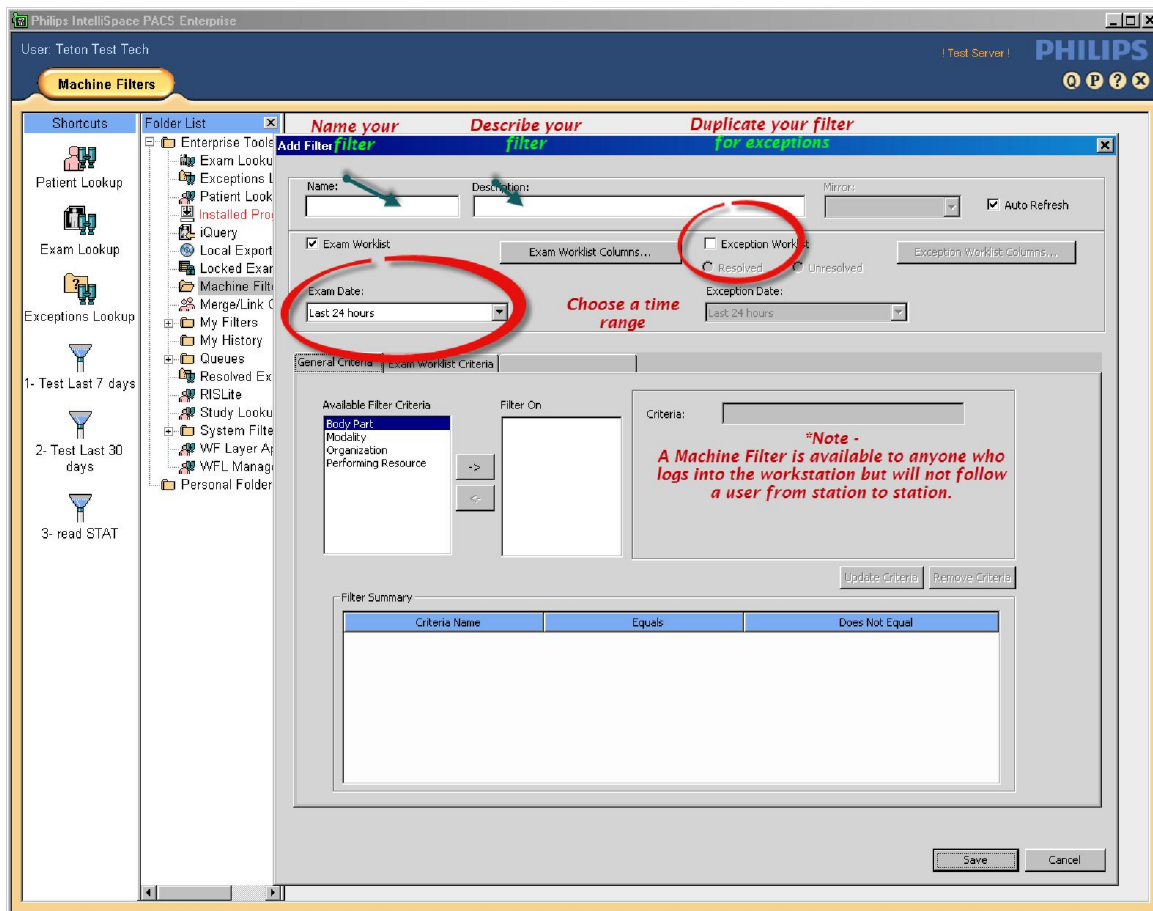 Philips IntelliSpace PACS Enterprise
User: Teton Test Tech
! Test Server !
PHILIPS
Machine Filters
Q P ? X
Shortcuts
Patient Lookup
Exam Lookup
Exceptions Lookup
1- Test Last 7 days
2- Test Last 30
days
3- read STAT
Folder List
Enterprise Tools
Exam Looku
Exceptions L
Patient Look
Installed Pro
iQuery
Local Export
Locked Exar
Machine Filte
Merge/Link
My Filters
My History
Queues
Resolved Ex
RISLite
Study Looku
System Filte
WF Layer Ap
WFL Manag
Personal Folder
Name your
filter
Describe your
filter
Duplicate your filter
for exceptions
Add Filter
Name:
Description:
Mirror:
Auto Refresh
Exam Worklist
Exam Worklist Columns...
Exception Worklist
Exception Worklist Columns...
Resolved
Unresolved
Exam Date:
Last 24 hours
Choose a time
range
Exception Date:
Last 24 hours
General Criteria
Exam Worklist Criteria
Available Filter Criteria
Body Part
Modality
Organization
Performing Resource
->
<-
Filter On
Criteria:
*Note -
A Machine Filter is available to anyone who
logs into the workstation but will not follow
a user from station to station.
Update Criteria
Remove Criteria
Filter Summary
Criteria Name
Equals
Does Not Equal
Save
Cancel